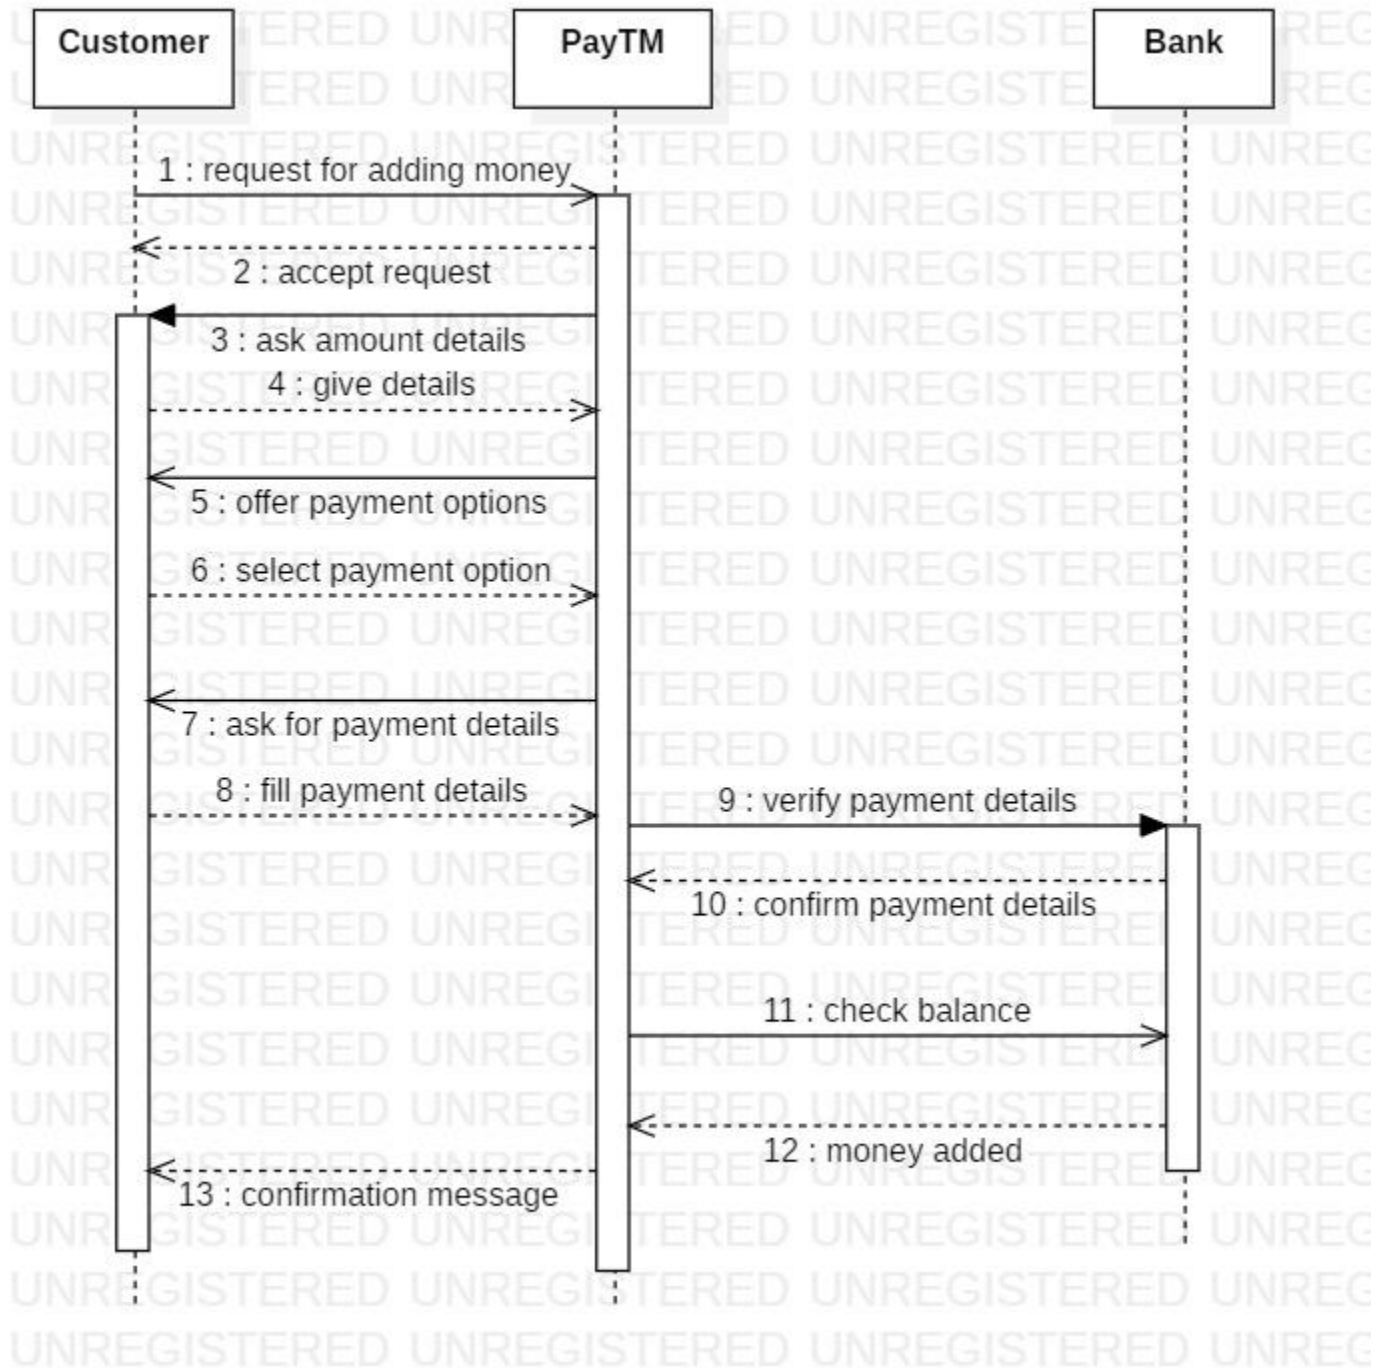 Customer
PayTM
Bank
1 : request for adding money
2 : accept request
3 : ask amount details
4 : give details
5 : offer payment options
6 : select payment option
7 : ask for payment details
8 : fill payment details
9 : verify payment details
10 : confirm payment details
11 : check balance
12 : money added
13 : confirmation message
UNREGISTERED